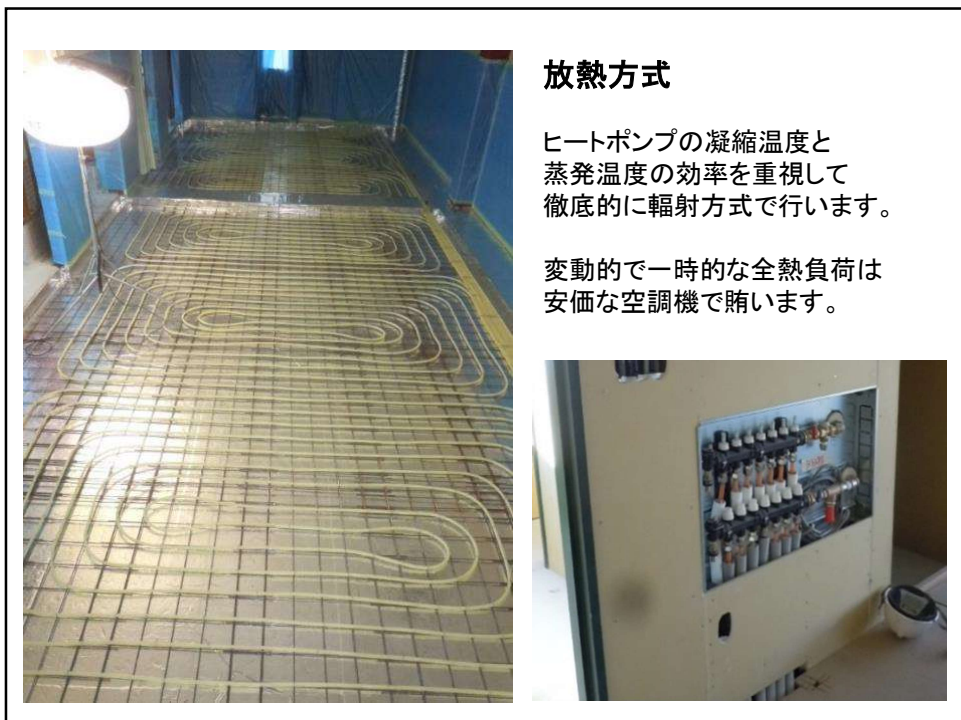 放熱方式
ヒートポンプの凝縮温度と
蒸発温度の効率を重視して
徹底的に輻射方式で行います。
変動的で一時的な全熱負荷は
安価な空調機で賄います。